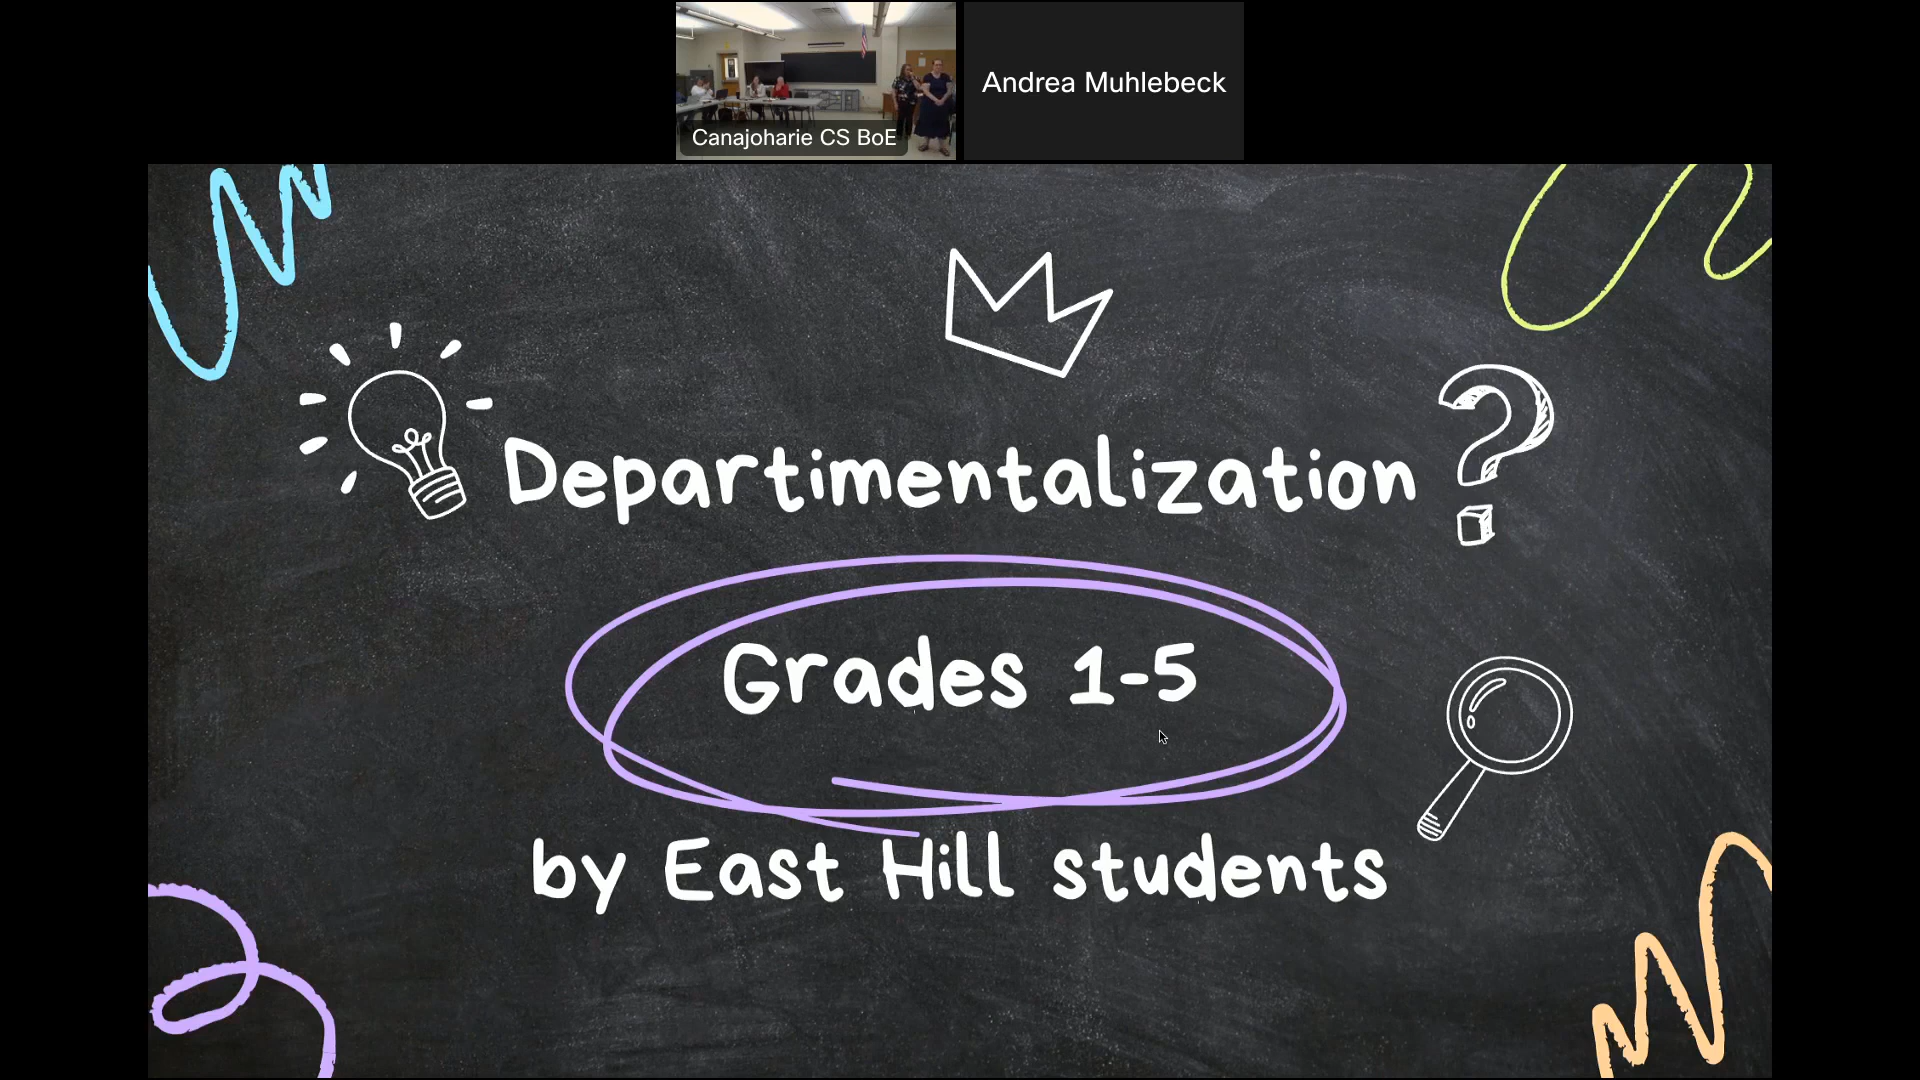 Canajoharie CS BoE
Andrea Muhlebeck
Departimentalization
Grades 1-5
by East Hill students